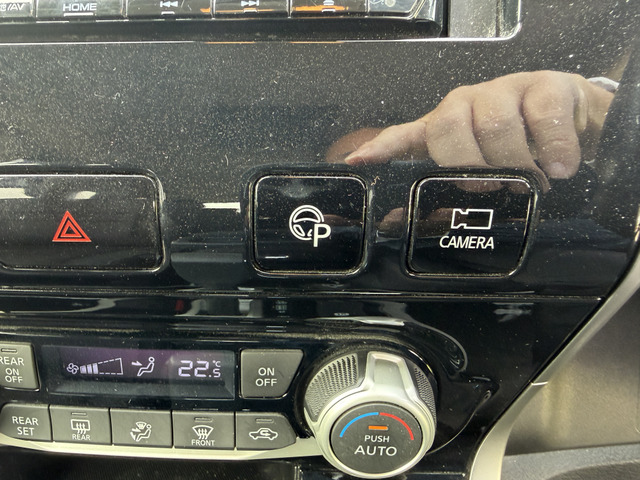 /AV
HOME
P
CAMERA
REAR
ON
OFF
22.5
°C
ON
OFF
REAR
SET
REAR
FRONT
PUSH
AUTO